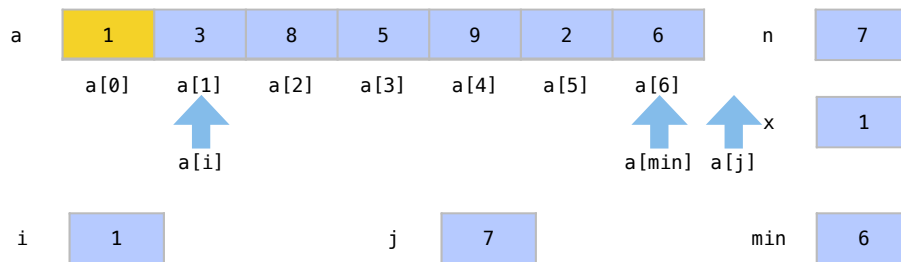 a 1 3 8 5 9 2 6 n 7
a[0] a[1] a[2] a[3] a[4] a[5] a[6]
x 1
a[i] a[min] a[j]
i 1 j 7 min 6